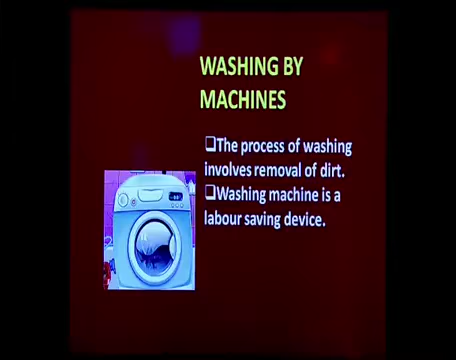 WASHING BY
MACHINES
❑The process of washing
involves removal of dirt.
❑Washing machine is a
labour saving device.